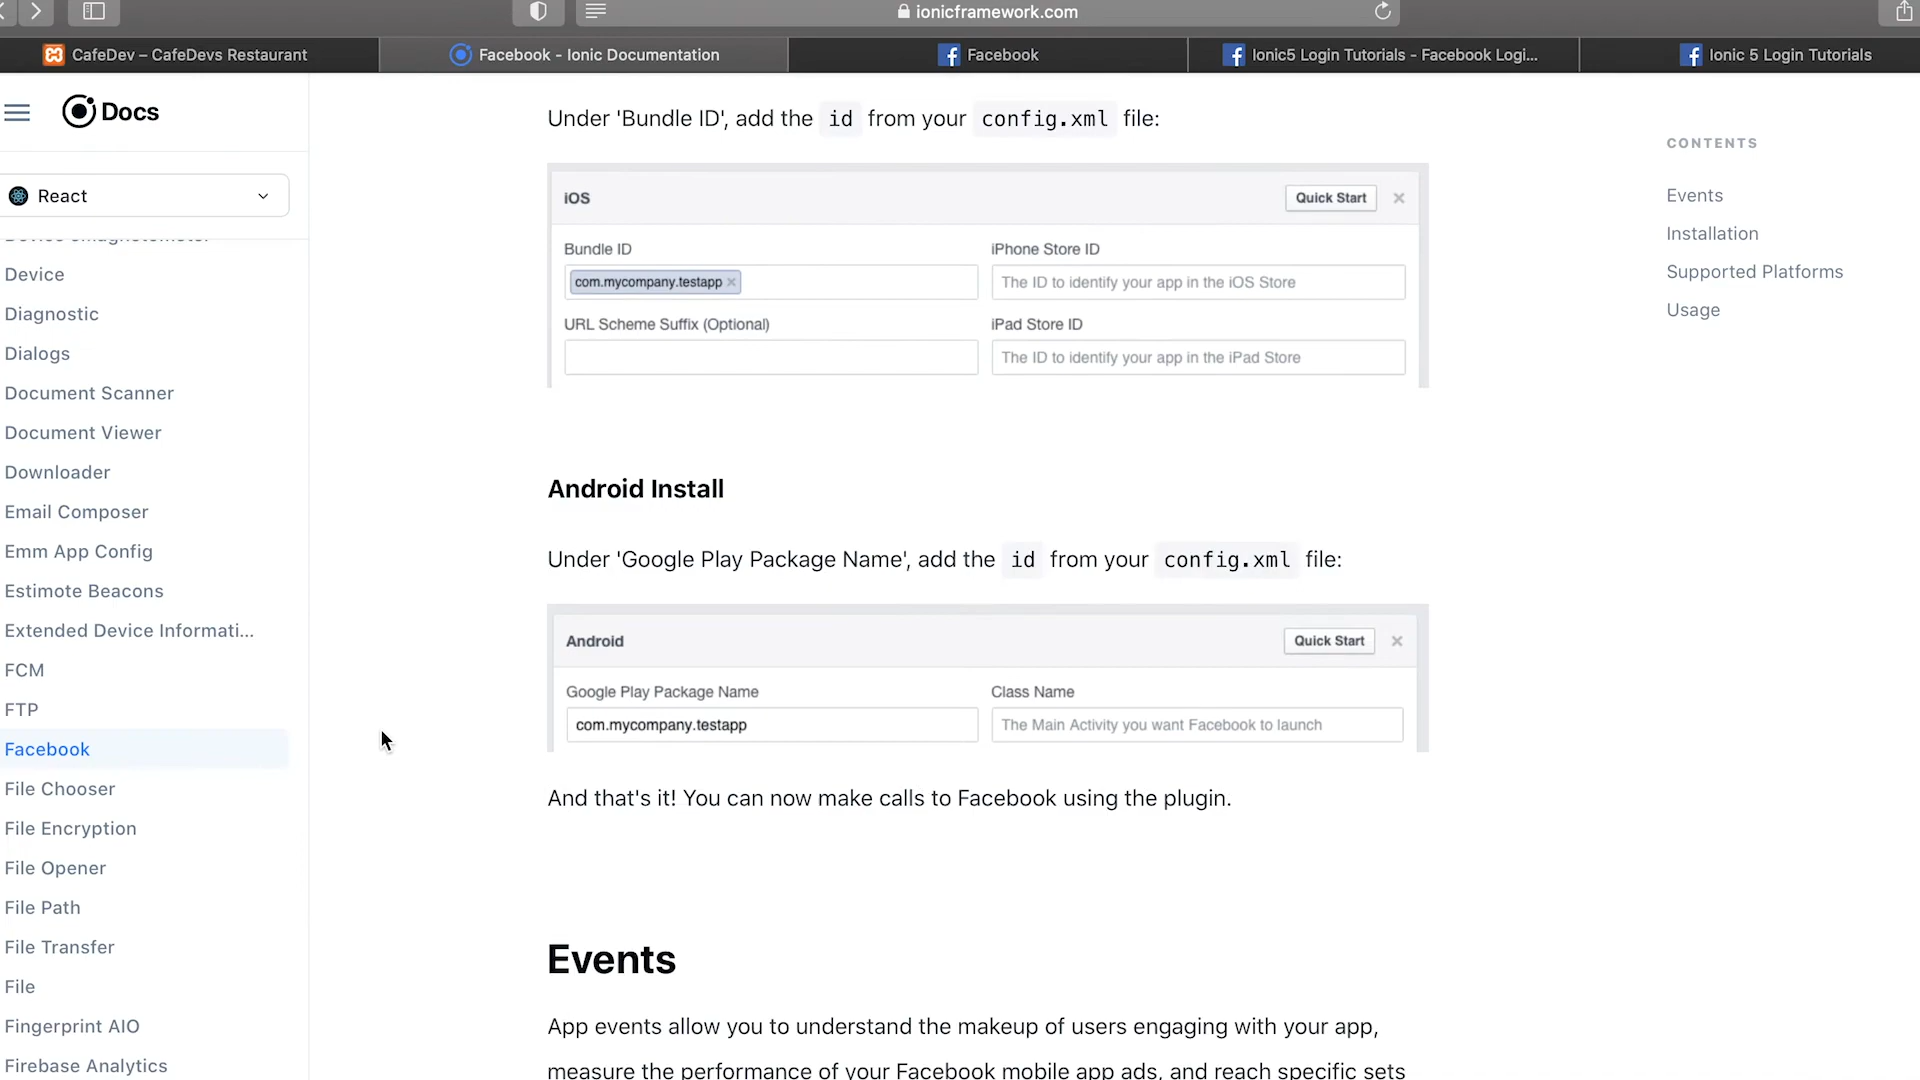 ionicframework.com
CafeDev – CafeDevs Restaurant
Facebook - Ionic Documentation
Facebook
Ionic5 Login Tutorials - Facebook Logi...
Ionic 5 Login Tutorials
Docs
React
Device
Diagnostic
Dialogs
Document Scanner
Document Viewer
Downloader
Email Composer
Emm App Config
Estimote Beacons
Extended Device Informati...
FCM
FTP
Facebook
File Chooser
File Encryption
File Opener
File Path
File Transfer
File
Fingerprint AIO
Firebase Analytics
Under 'Bundle ID', add the id from your config.xml file:
iOS
Quick Start
Bundle ID
iPhone Store ID
com.mycompany.testapp
The ID to identify your app in the iOS Store
URL Scheme Suffix (Optional)
iPad Store ID
The ID to identify your app in the iPad Store
Android Install
Under 'Google Play Package Name', add the id from your config.xml file:
Android
Quick Start
Google Play Package Name
Class Name
com.mycompany.testapp
The Main Activity you want Facebook to launch
And that's it! You can now make calls to Facebook using the plugin.
Events
App events allow you to understand the makeup of users engaging with your app,
measure the performance of your Facebook mobile app ads, and reach specific sets
CONTENTS
Events
Installation
Supported Platforms
Usage